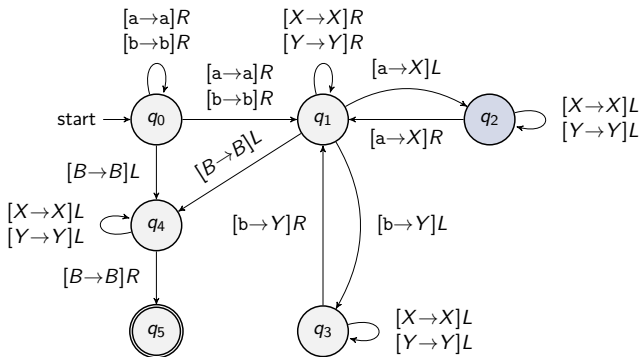 [a→a]R
[b→b]R
[a→a]R
[b→b]R
[X→X]R
[Y→Y]R
[a→X]L
start
q0
q1
q2
[X→X]L
[Y→Y]L
[a→X]R
[B→B]L
[B→B]L
[X→X]L
[Y→Y]L
q4
[b→Y]R
[b→Y]L
[B→B]R
q5
q3
[X→X]L
[Y→Y]L